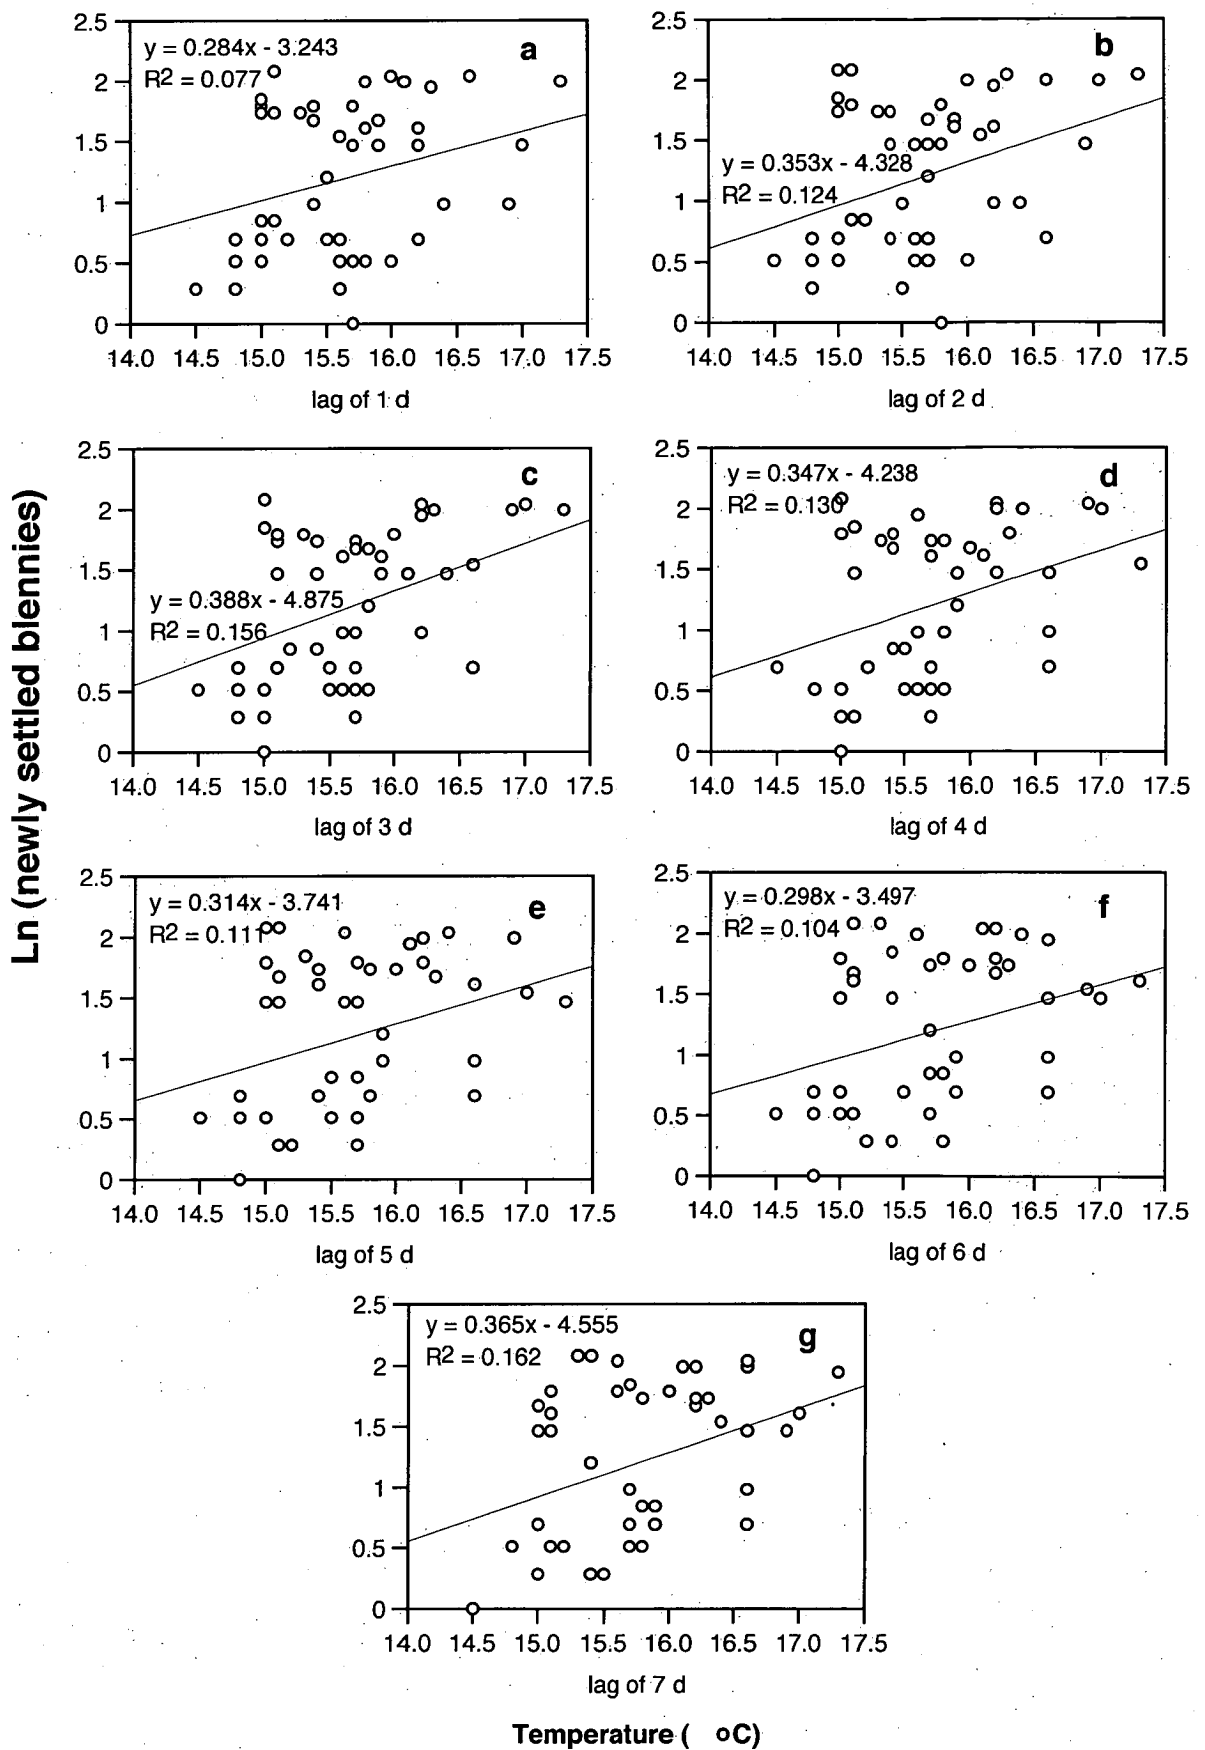 Ln (newly settled blennies)
a
y = 0.284x - 3.243
R2 = 0.077
2.5
2
1.5
1
0.5
0
14.0 14.5 15.0 15.5 16.0 16.5 17.0 17.5
lag of 1 d
b
y = 0.353x - 4.328
R2 = 0.124
2.5
2
1.5
1
0.5
0
14.0 14.5 15.0 15.5 16.0 16.5 17.0 17.5
lag of 2 d
c
y = 0.388x - 4.875
R2 = 0.156
2.5
2
1.5
1
0.5
0
14.0 14.5 15.0 15.5 16.0 16.5 17.0 17.5
lag of 3 d
d
y = 0.347x - 4.238
R2 = 0.130
2.5
2
1.5
1
0.5
0
14.0 14.5 15.0 15.5 16.0 16.5 17.0 17.5
lag of 4 d
e
y = 0.314x - 3.741
R2 = 0.111
2.5
2
1.5
1
0.5
0
14.0 14.5 15.0 15.5 16.0 16.5 17.0 17.5
lag of 5 d
f
y = 0.298x - 3.497
R2 = 0.104
2.5
2
1.5
1
0.5
0
14.0 14.5 15.0 15.5 16.0 16.5 17.0 17.5
lag of 6 d
g
y = 0.365x - 4.555
R2 = 0.162
2.5
2
1.5
1
0.5
0
14.0 14.5 15.0 15.5 16.0 16.5 17.0 17.5
lag of 7 d
Temperature ( oC)